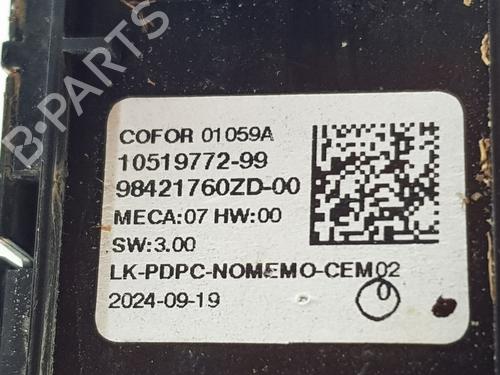 B-PARTS
COFOR 01059A
10519772-99
98421760ZD-00
MECA:07 HW:00
SW:3.00
LK-PDPC-NOMEMO-CEM02
2024-09-19